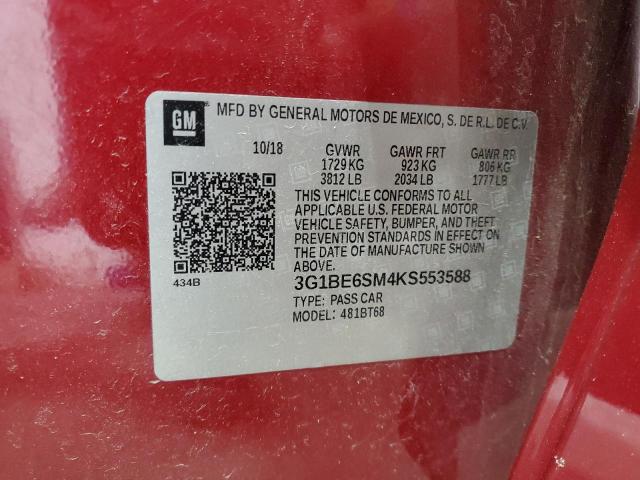 GM
MFD BY GENERAL MOTORS DE MEXICO, S. DE R.L. DE C.V.
10/18 GVWR GAWR FRT GAWR RR
1729 KG 923 KG 806 KG
3812 LB 2034 LB 1777 LB
THIS VEHICLE CONFORMS TO ALL
APPLICABLE U.S. FEDERAL MOTOR
VEHICLE SAFETY, BUMPER, AND THEFT
PREVENTION STANDARDS IN EFFECT ON
THE DATE OF MANUFACTURE SHOWN
ABOVE.
434B
3G1BE6SM4KS553588
TYPE: PASS CAR
MODEL: 481BT68